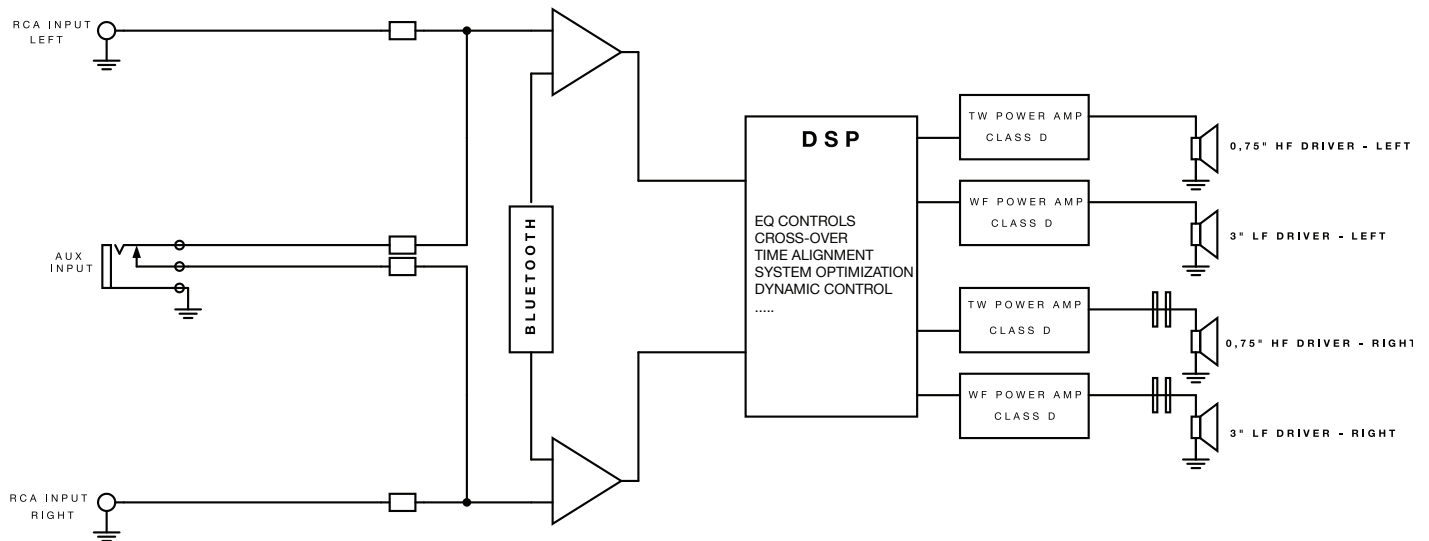 RCA INPUT
LEFT
AUX
INPUT
RCA INPUT
RIGHT
BLUETOOTH
DSP
EQ CONTROLS
CROSS-OVER
TIME ALIGNMENT
SYSTEM OPTIMIZATION
DYNAMIC CONTROL
.....
TW POWER AMP
CLASS D
WF POWER AMP
CLASS D
TW POWER AMP
CLASS D
WF POWER AMP
CLASS D
0,75" HF DRIVER - LEFT
3" LF DRIVER - LEFT
0,75" HF DRIVER - RIGHT
3" LF DRIVER - RIGHT